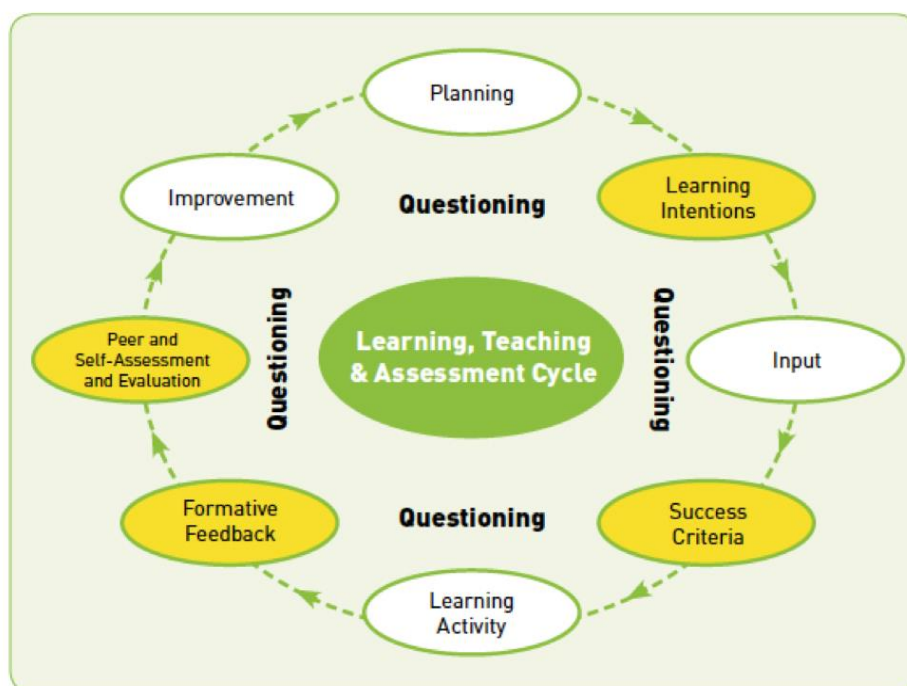 Planning
Learning
Intentions
Input
Success
Criteria
Learning
Activity
Formative
Feedback
Peer and
Self-Assessment
and Evaluation
Improvement
Questioning
Questioning
Questioning
Questioning
Learning, Teaching
& Assessment Cycle